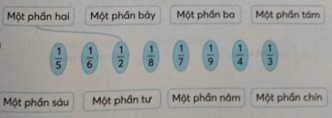 Một phần hai Một phần bảy Một phần ba Một phần tám
1/5 1/6 1/2 1/8 1/7 1/9 1/4 1/3
Một phần sáu Một phần tư Một phần năm Một phần chín